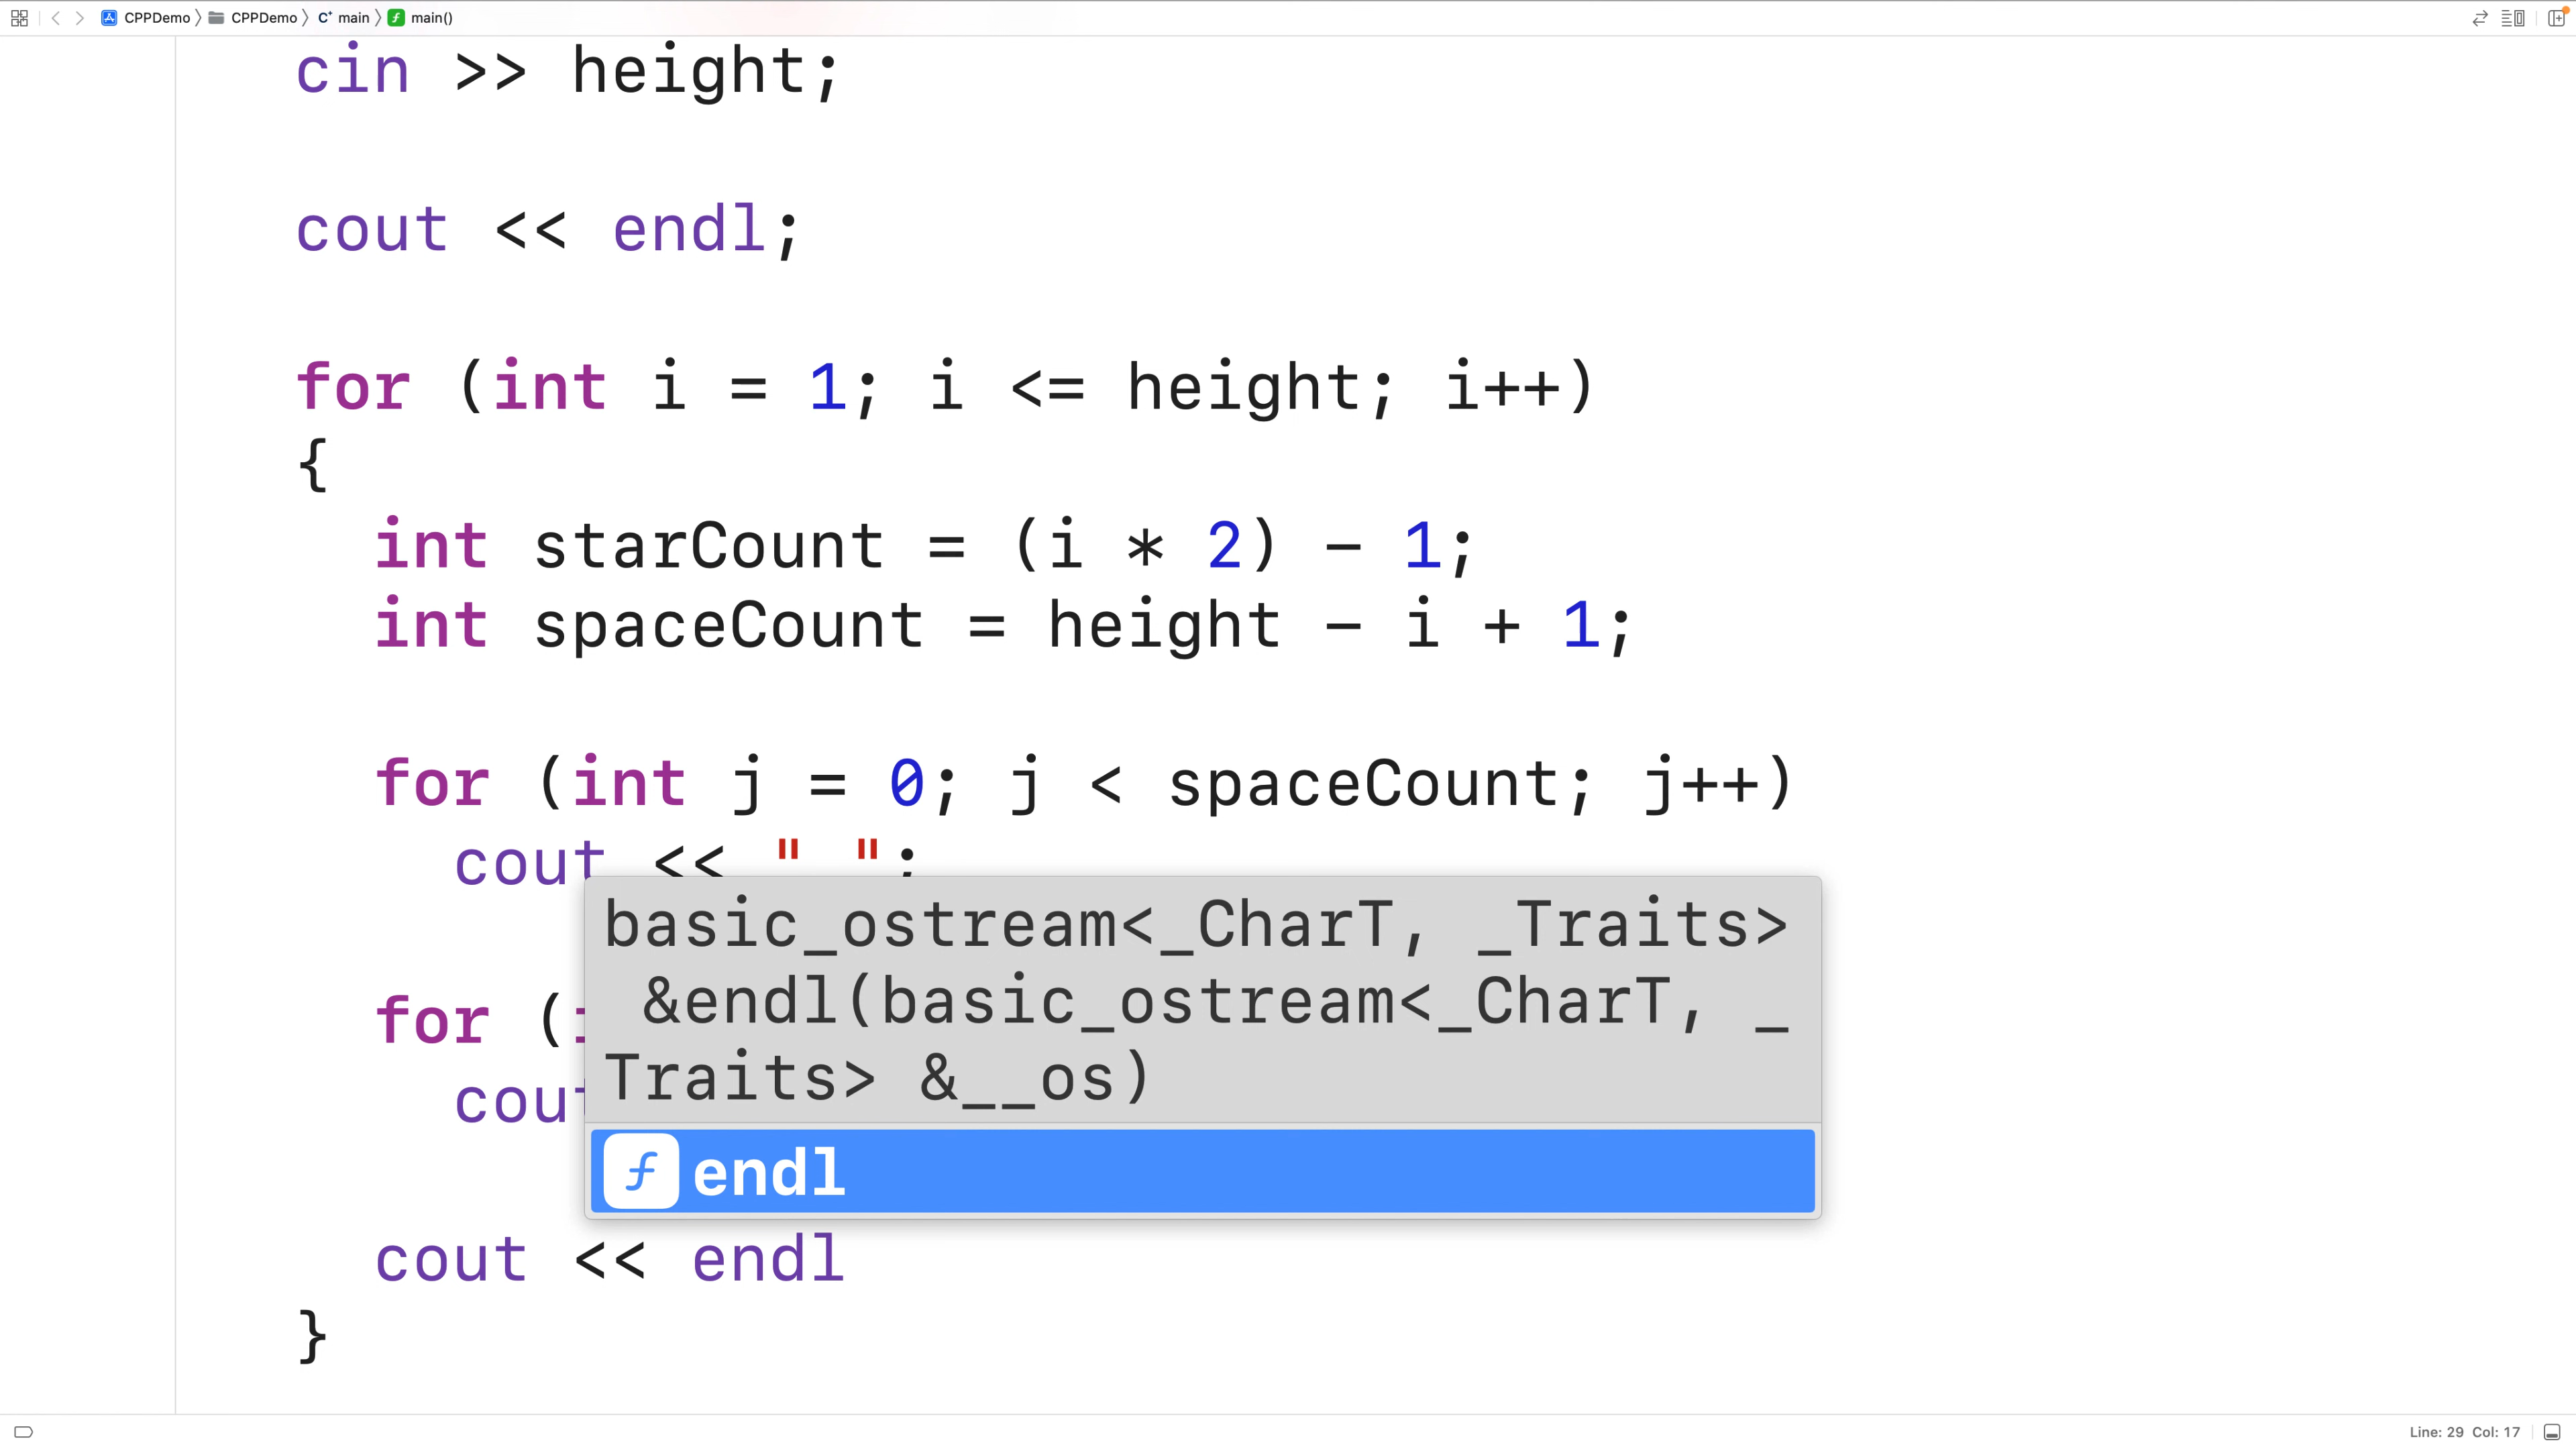 CPPDemo CPPDemo main main()
cin >> height;
cout << endl;
for (int i = 1; i <= height; i++)
{
int starCount = (i * 2) - 1;
int spaceCount = height - i + 1;
for (int j = 0; j < spaceCount; j++)
cout << " ";
basic_ostream<_CharT, _Traits>
&endl(basic_ostream<_CharT, _
for (
Traits> &__os)
cout
endl
cout << endl
}
Line: 29 Col: 17